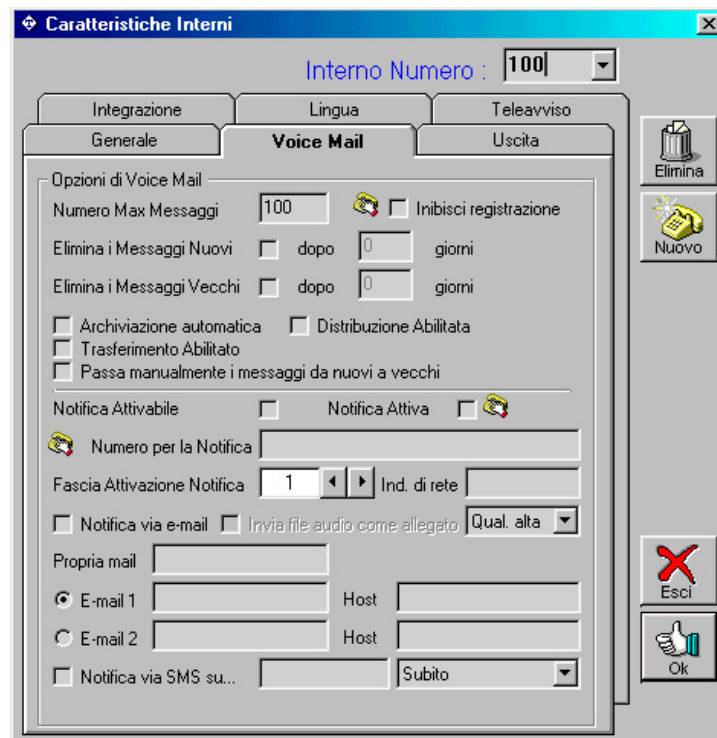 Caratteristiche Interni
Interno Numero : 100
Integrazione Lingua Teleavviso
Generale Voice Mail Uscita
Elimina
Nuovo
Opzioni di Voice Mail
Numero Max Messaggi 100 Inibisci registrazione
Elimina i Messaggi Nuovi dopo 0 giorni
Elimina i Messaggi Vecchi dopo 0 giorni
Archiviazione automatica Distribuzione Abilitata
Trasferimento Abilitato
Passa manualmente i messaggi da nuovi a vecchi
Notifica Attivabile Notifica Attiva
Numero per la Notifica
Fascia Attivazione Notifica 1 Ind. di rete
Notifica via e-mail Invia file audio come allegato Qual. alta
Propria mail
E-mail 1 Host
E-mail 2 Host
Notifica via SMS su... Subito
Esci
Ok